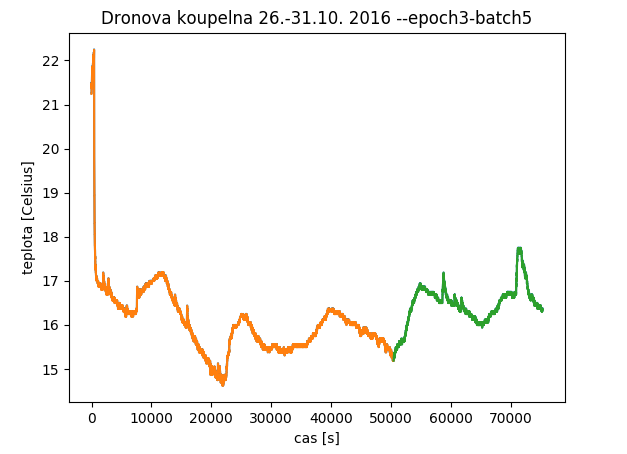 Dronova koupelna 26.-31.10. 2016 --epoch3-batch5
teplota [Celsius]
22
21
20
19
18
17
16
15
0 10000 20000 30000 40000 50000 60000 70000
cas [s]